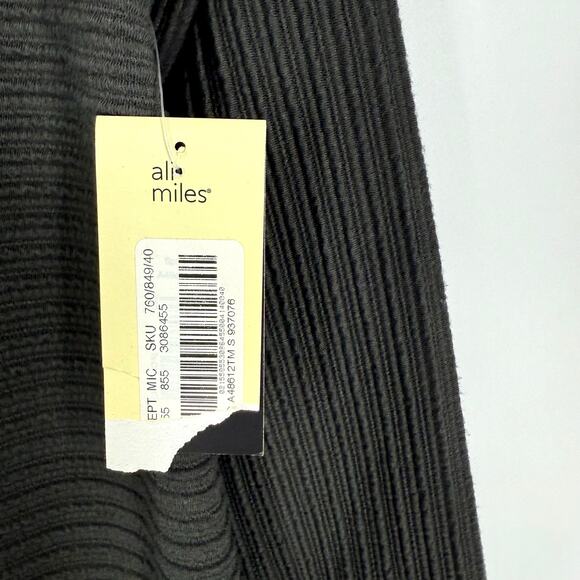 ali
miles®
EPT MIC SKU 760/849/40
55 855 3086455
A48612TM S 937076